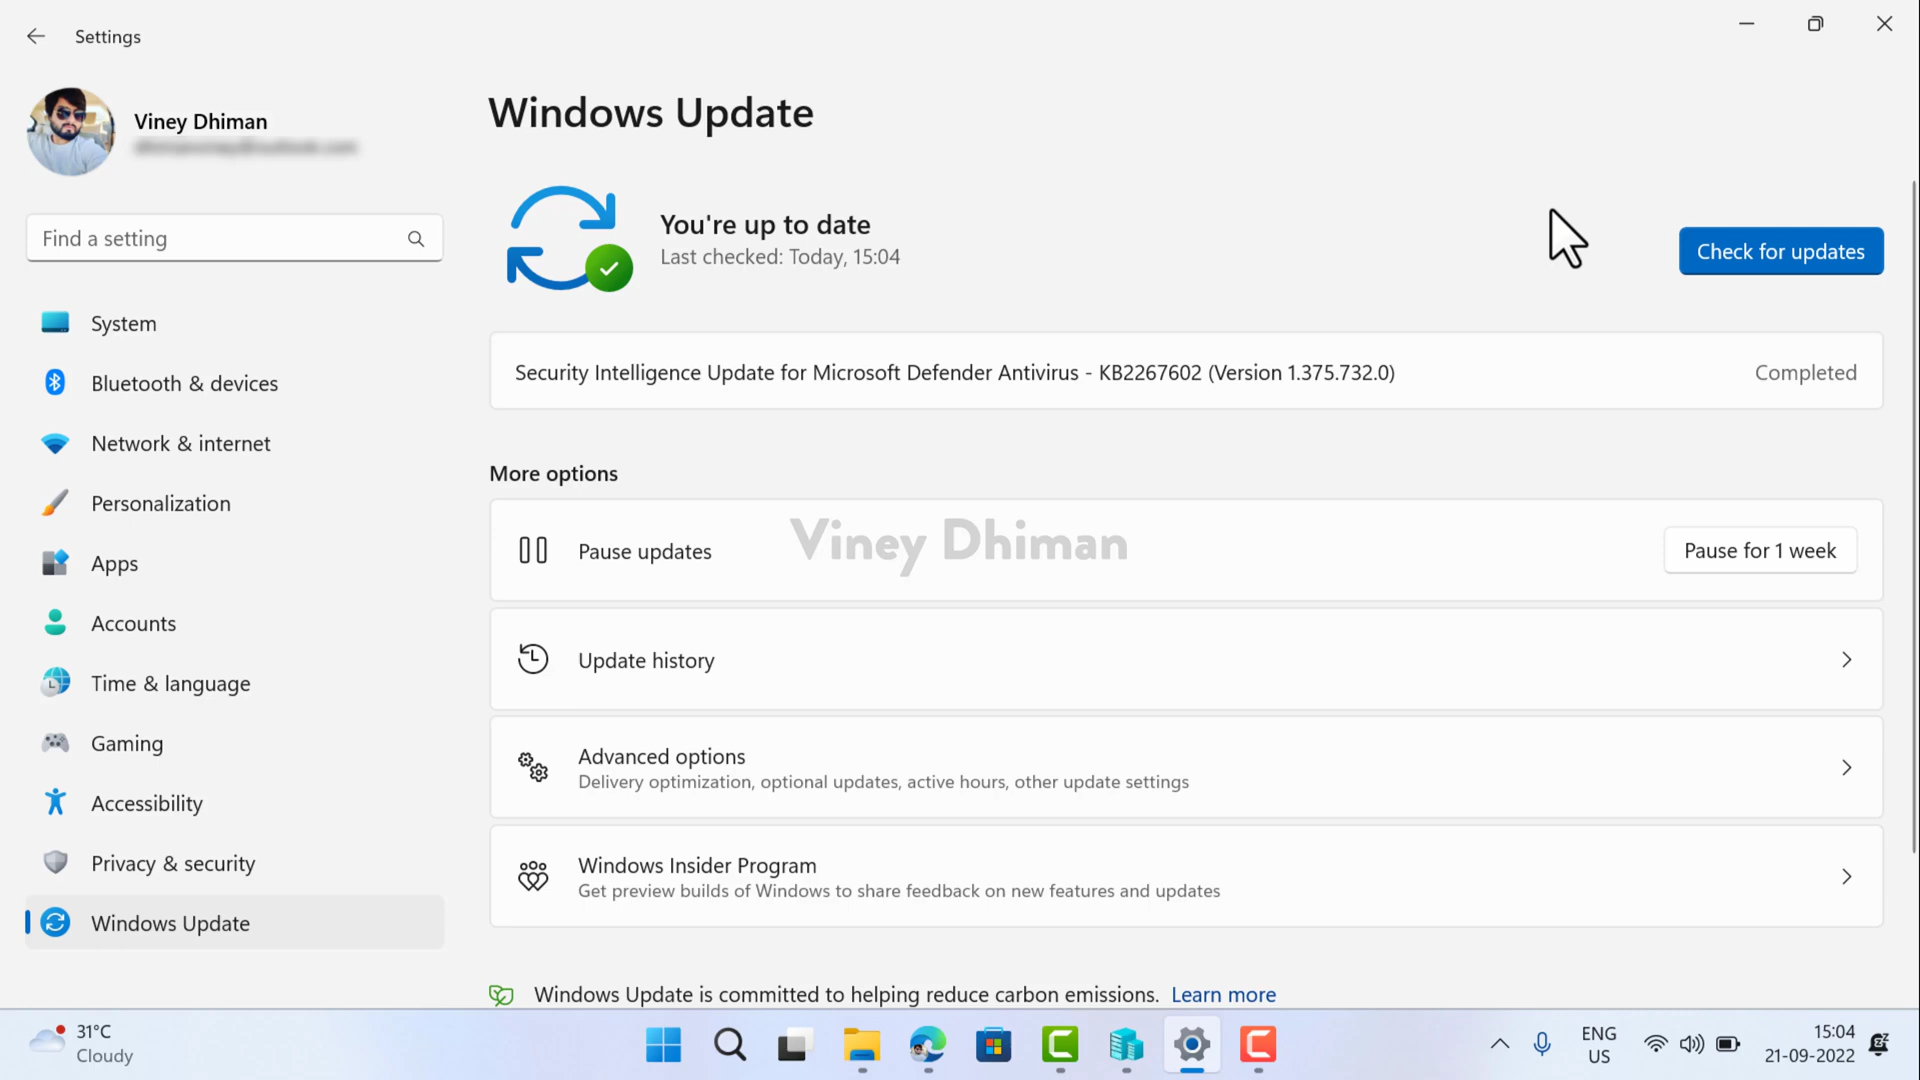 Settings
Viney Dhiman
Find a setting
System
Bluetooth & devices
Network & internet
Personalization
Apps
Accounts
Time & language
Gaming
Accessibility
Privacy & security
Windows Update
Windows Update
You're up to date
Last checked: Today, 15:04
Check for updates
Security Intelligence Update for Microsoft Defender Antivirus - KB2267602 (Version 1.375.732.0)
Completed
More options
Pause updates
Viney Dhiman
Pause for 1 week
Update history
Advanced options
Delivery optimization, optional updates, active hours, other update settings
Windows Insider Program
Get preview builds of Windows to share feedback on new features and updates
Windows Update is committed to helping reduce carbon emissions. Learn more
31°C
Cloudy
ENG
US
15:04
21-09-2022